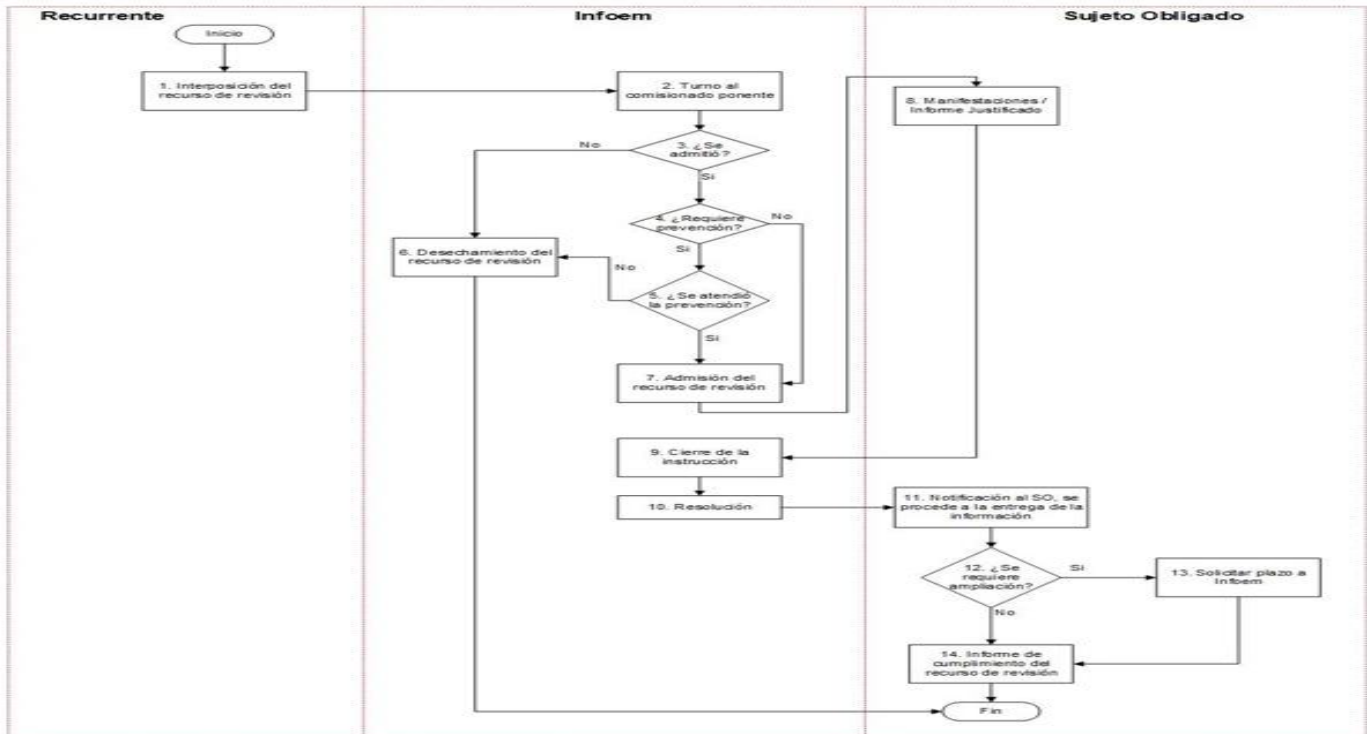 Recurrente
Infoem
Sujeto Obligado
Inicio
1. Interposición del
recurso de revisión
2. Turno al
comisionado ponente
8. Manifestaciones /
Informe Justificado
3. ¿Se
admitió?
No
Si
4. ¿Requiere
prevención?
No
Si
6. Desechamiento del
recurso de revisión
No
5. ¿Se atendió
la prevención?
Si
7. Admisión del
recurso de revisión
9. Cierre de la
instrucción
10. Resolución
11. Notificación al SO, se
procede a la entrega de la
información
12. ¿Se
requiere
ampliación?
Si
No
13. Solicitar plazo a
Infoem
14. Informe de
cumplimiento del
recurso de revisión
Fin